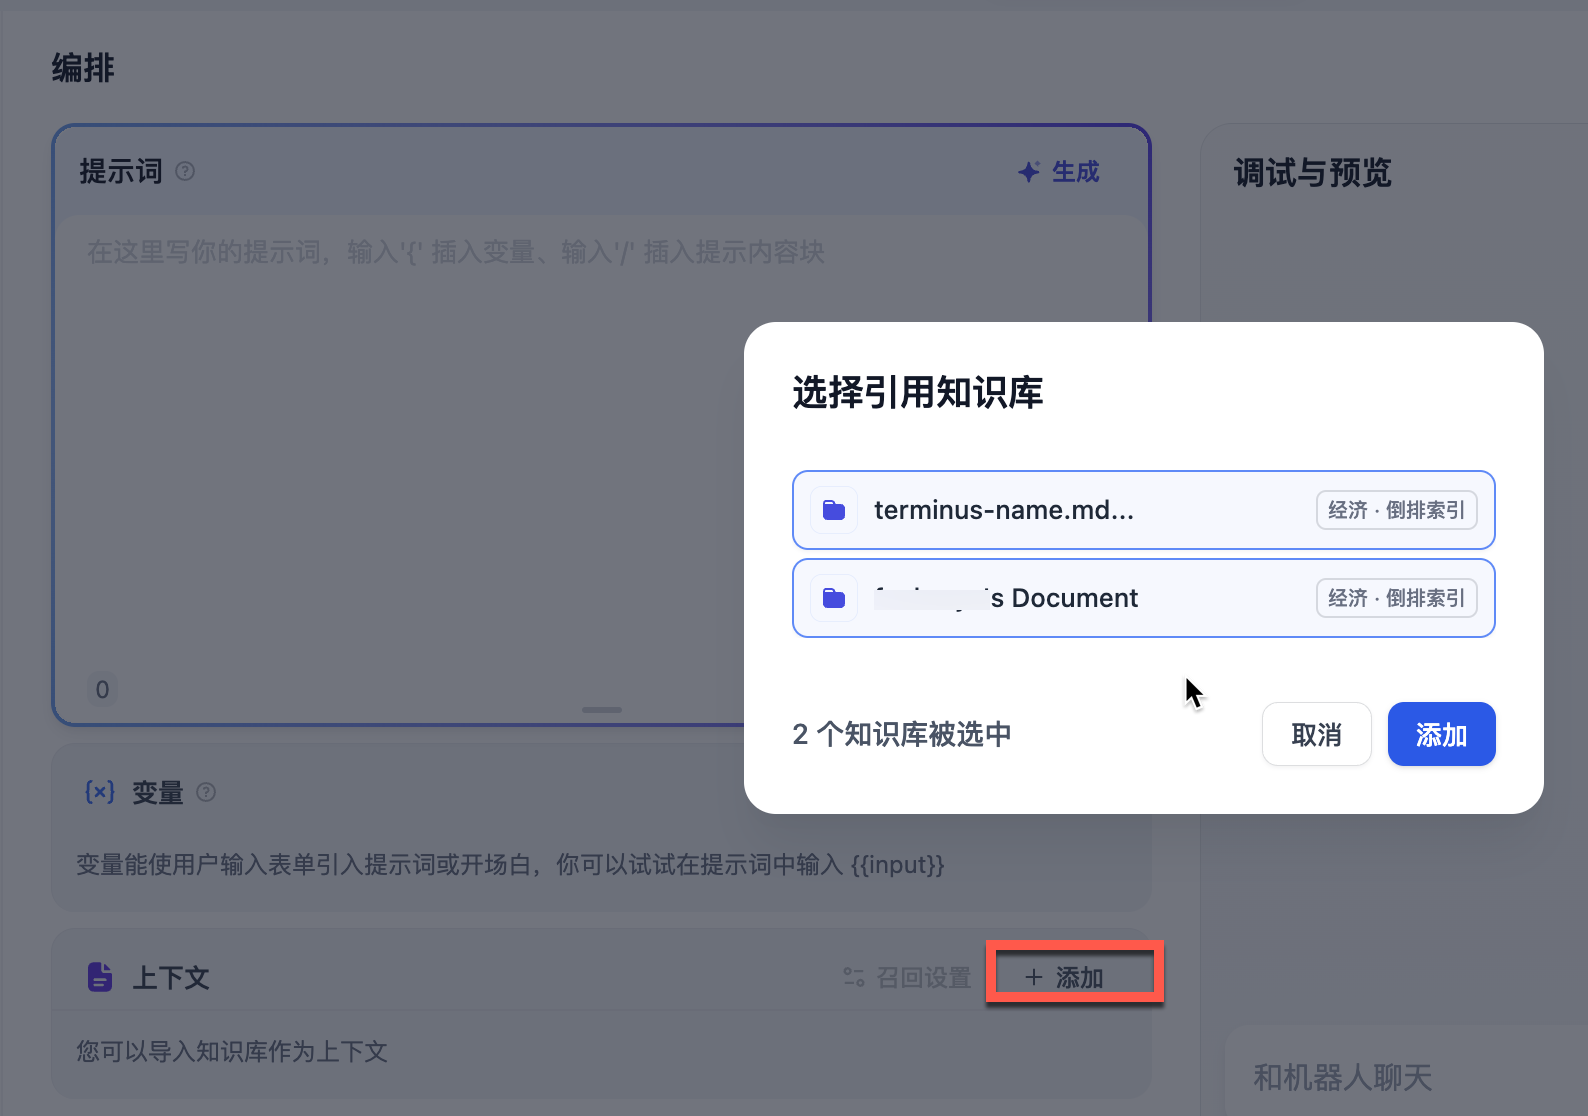 编排
提示词
生成
调试与预览
在这里写你的提示词，输入'{' 插入变量、输入'/' 插入提示内容块
选择引用知识库
terminus-name.md...
经济 · 倒排索引
's Document
经济 · 倒排索引
0
2 个知识库被选中
取消
添加
{x} 变量
变量能使用户输入表单引入提示词或开场白，你可以试试在提示词中输入 {{input}}
上下文
召回设置
+ 添加
您可以导入知识库作为上下文
和机器人聊天